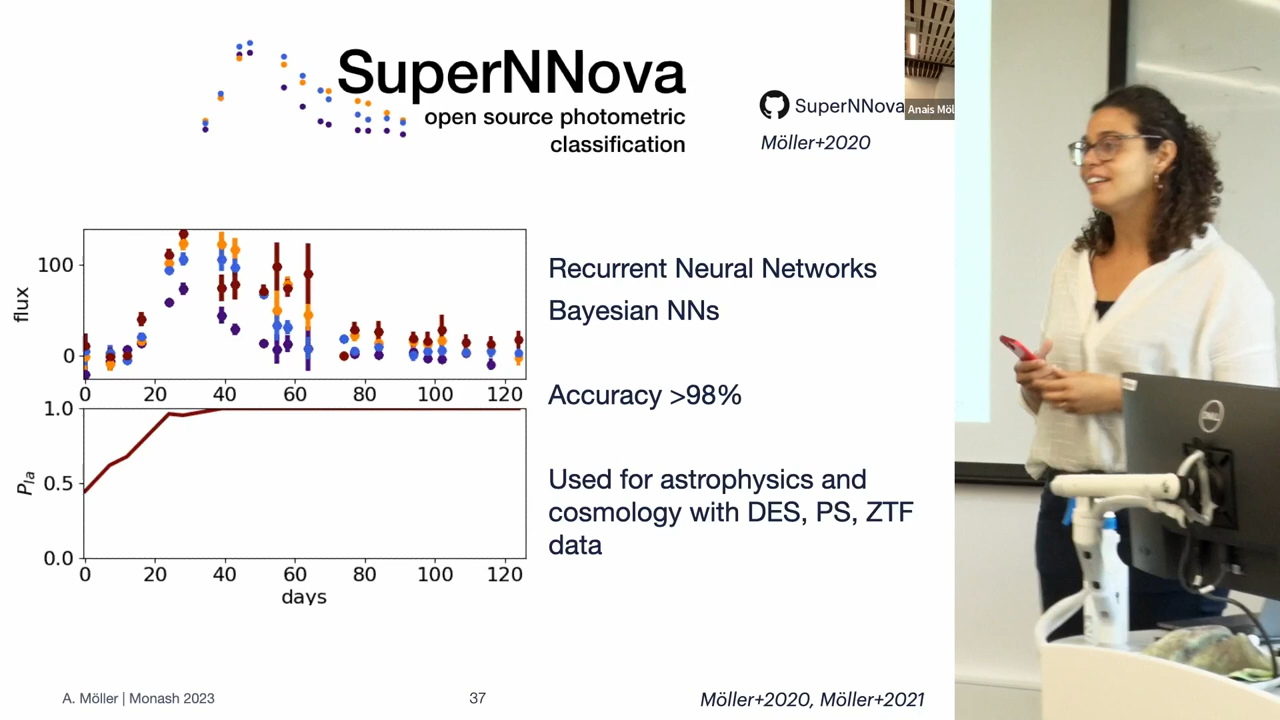 SuperNNova
open source photometric
classification
SuperNNova
Möller+2020
Anais Möl
flux
100
0
0 20 40 60 80 100 120
Recurrent Neural Networks
Bayesian NNs
Accuracy >98%
Used for astrophysics and
cosmology with DES, PS, ZTF
data
P_Ia
1.0
0.5
0.0
0 20 40 60 80 100 120
days
A. Möller | Monash 2023
37
Möller+2020, Möller+2021
DELL